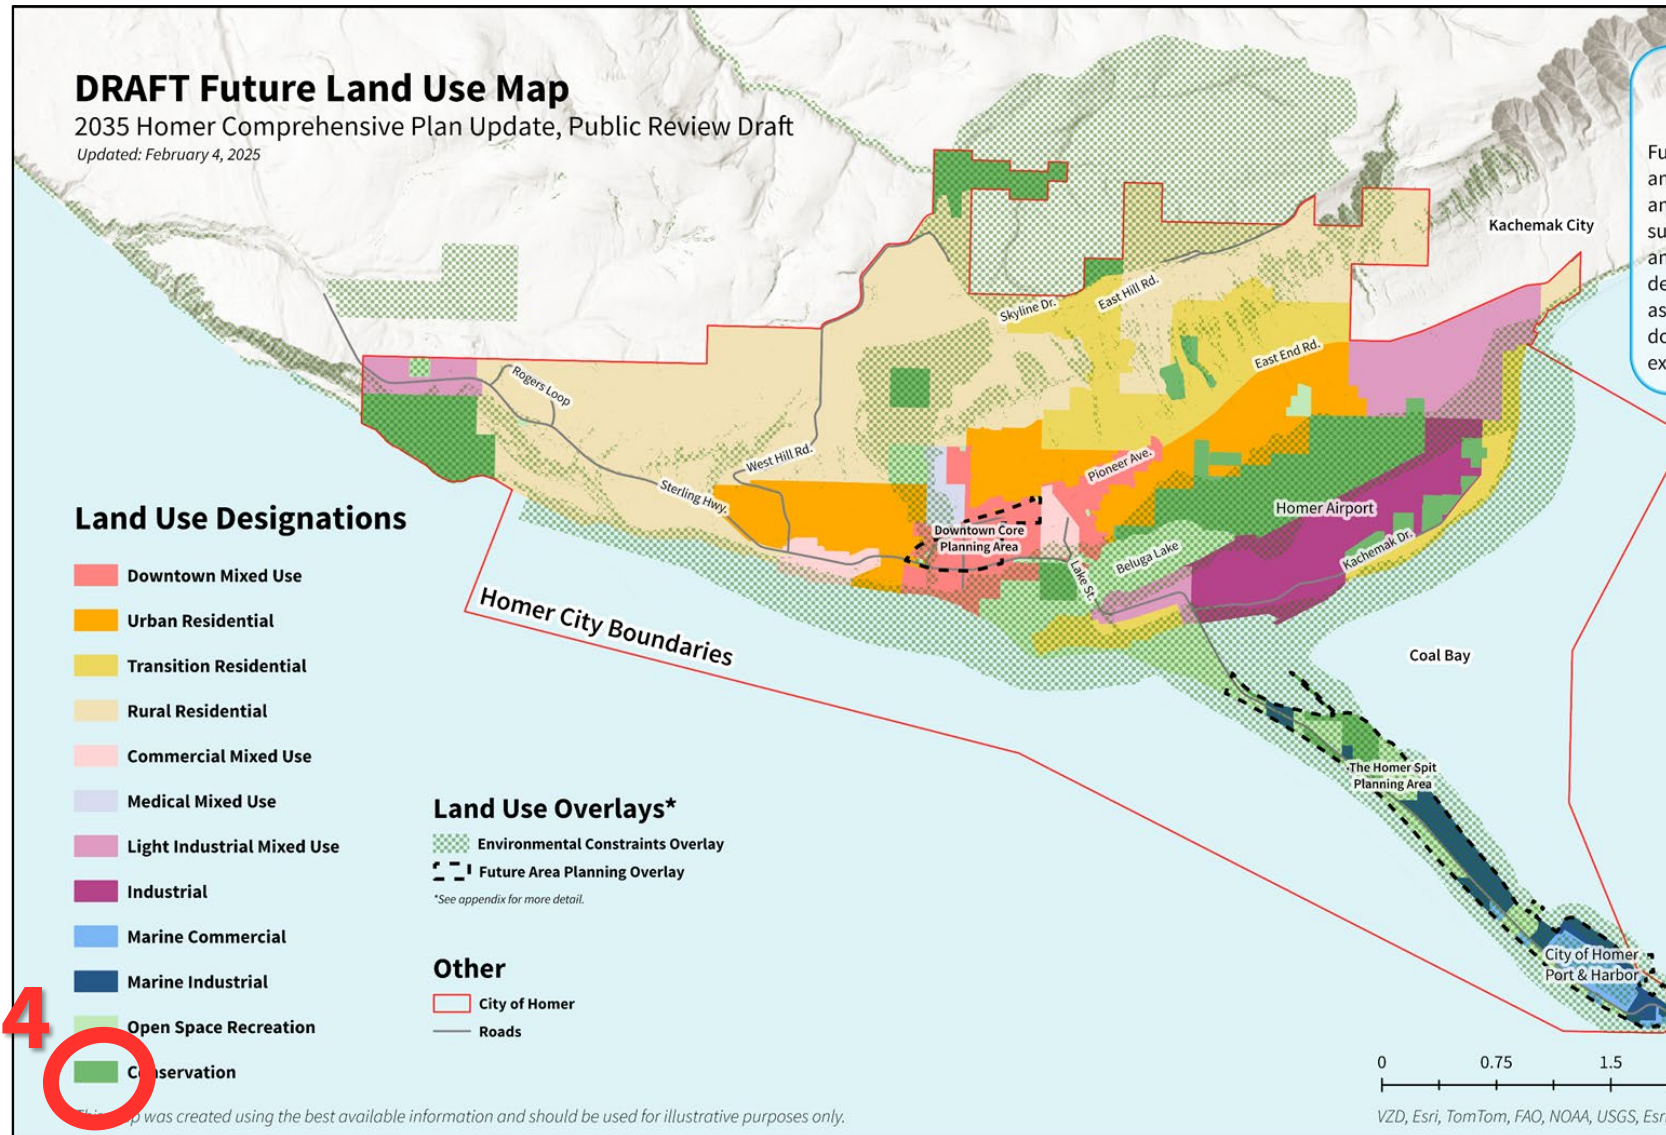 DRAFT Future Land Use Map
2035 Homer Comprehensive Plan Update, Public Review Draft
Updated: February 4, 2025
Kachemak City
Skyline Dr.
East Hill Rd.
East End Rd.
Rogers Loop
West Hill Rd.
Sterling Hwy.
Pioneer Ave.
Homer Airport
Downtown Core
Planning Area
Beluga Lake
Lake St.
Kachemak Dr.
Homer City Boundaries
Coal Bay
The Homer Spit
Planning Area
City of Homer
Port & Harbor
Land Use Designations
Downtown Mixed Use
Urban Residential
Transition Residential
Rural Residential
Commercial Mixed Use
Medical Mixed Use
Light Industrial Mixed Use
Industrial
Marine Commercial
Marine Industrial
Open Space Recreation
Conservation
4
Land Use Overlays*
Environmental Constraints Overlay
Future Area Planning Overlay
*See appendix for more detail.
Other
City of Homer
Roads
0 0.75 1.5
was created using the best available information and should be used for illustrative purposes only.
VZD, Esri, TomTom, FAO, NOAA, USGS, Esri